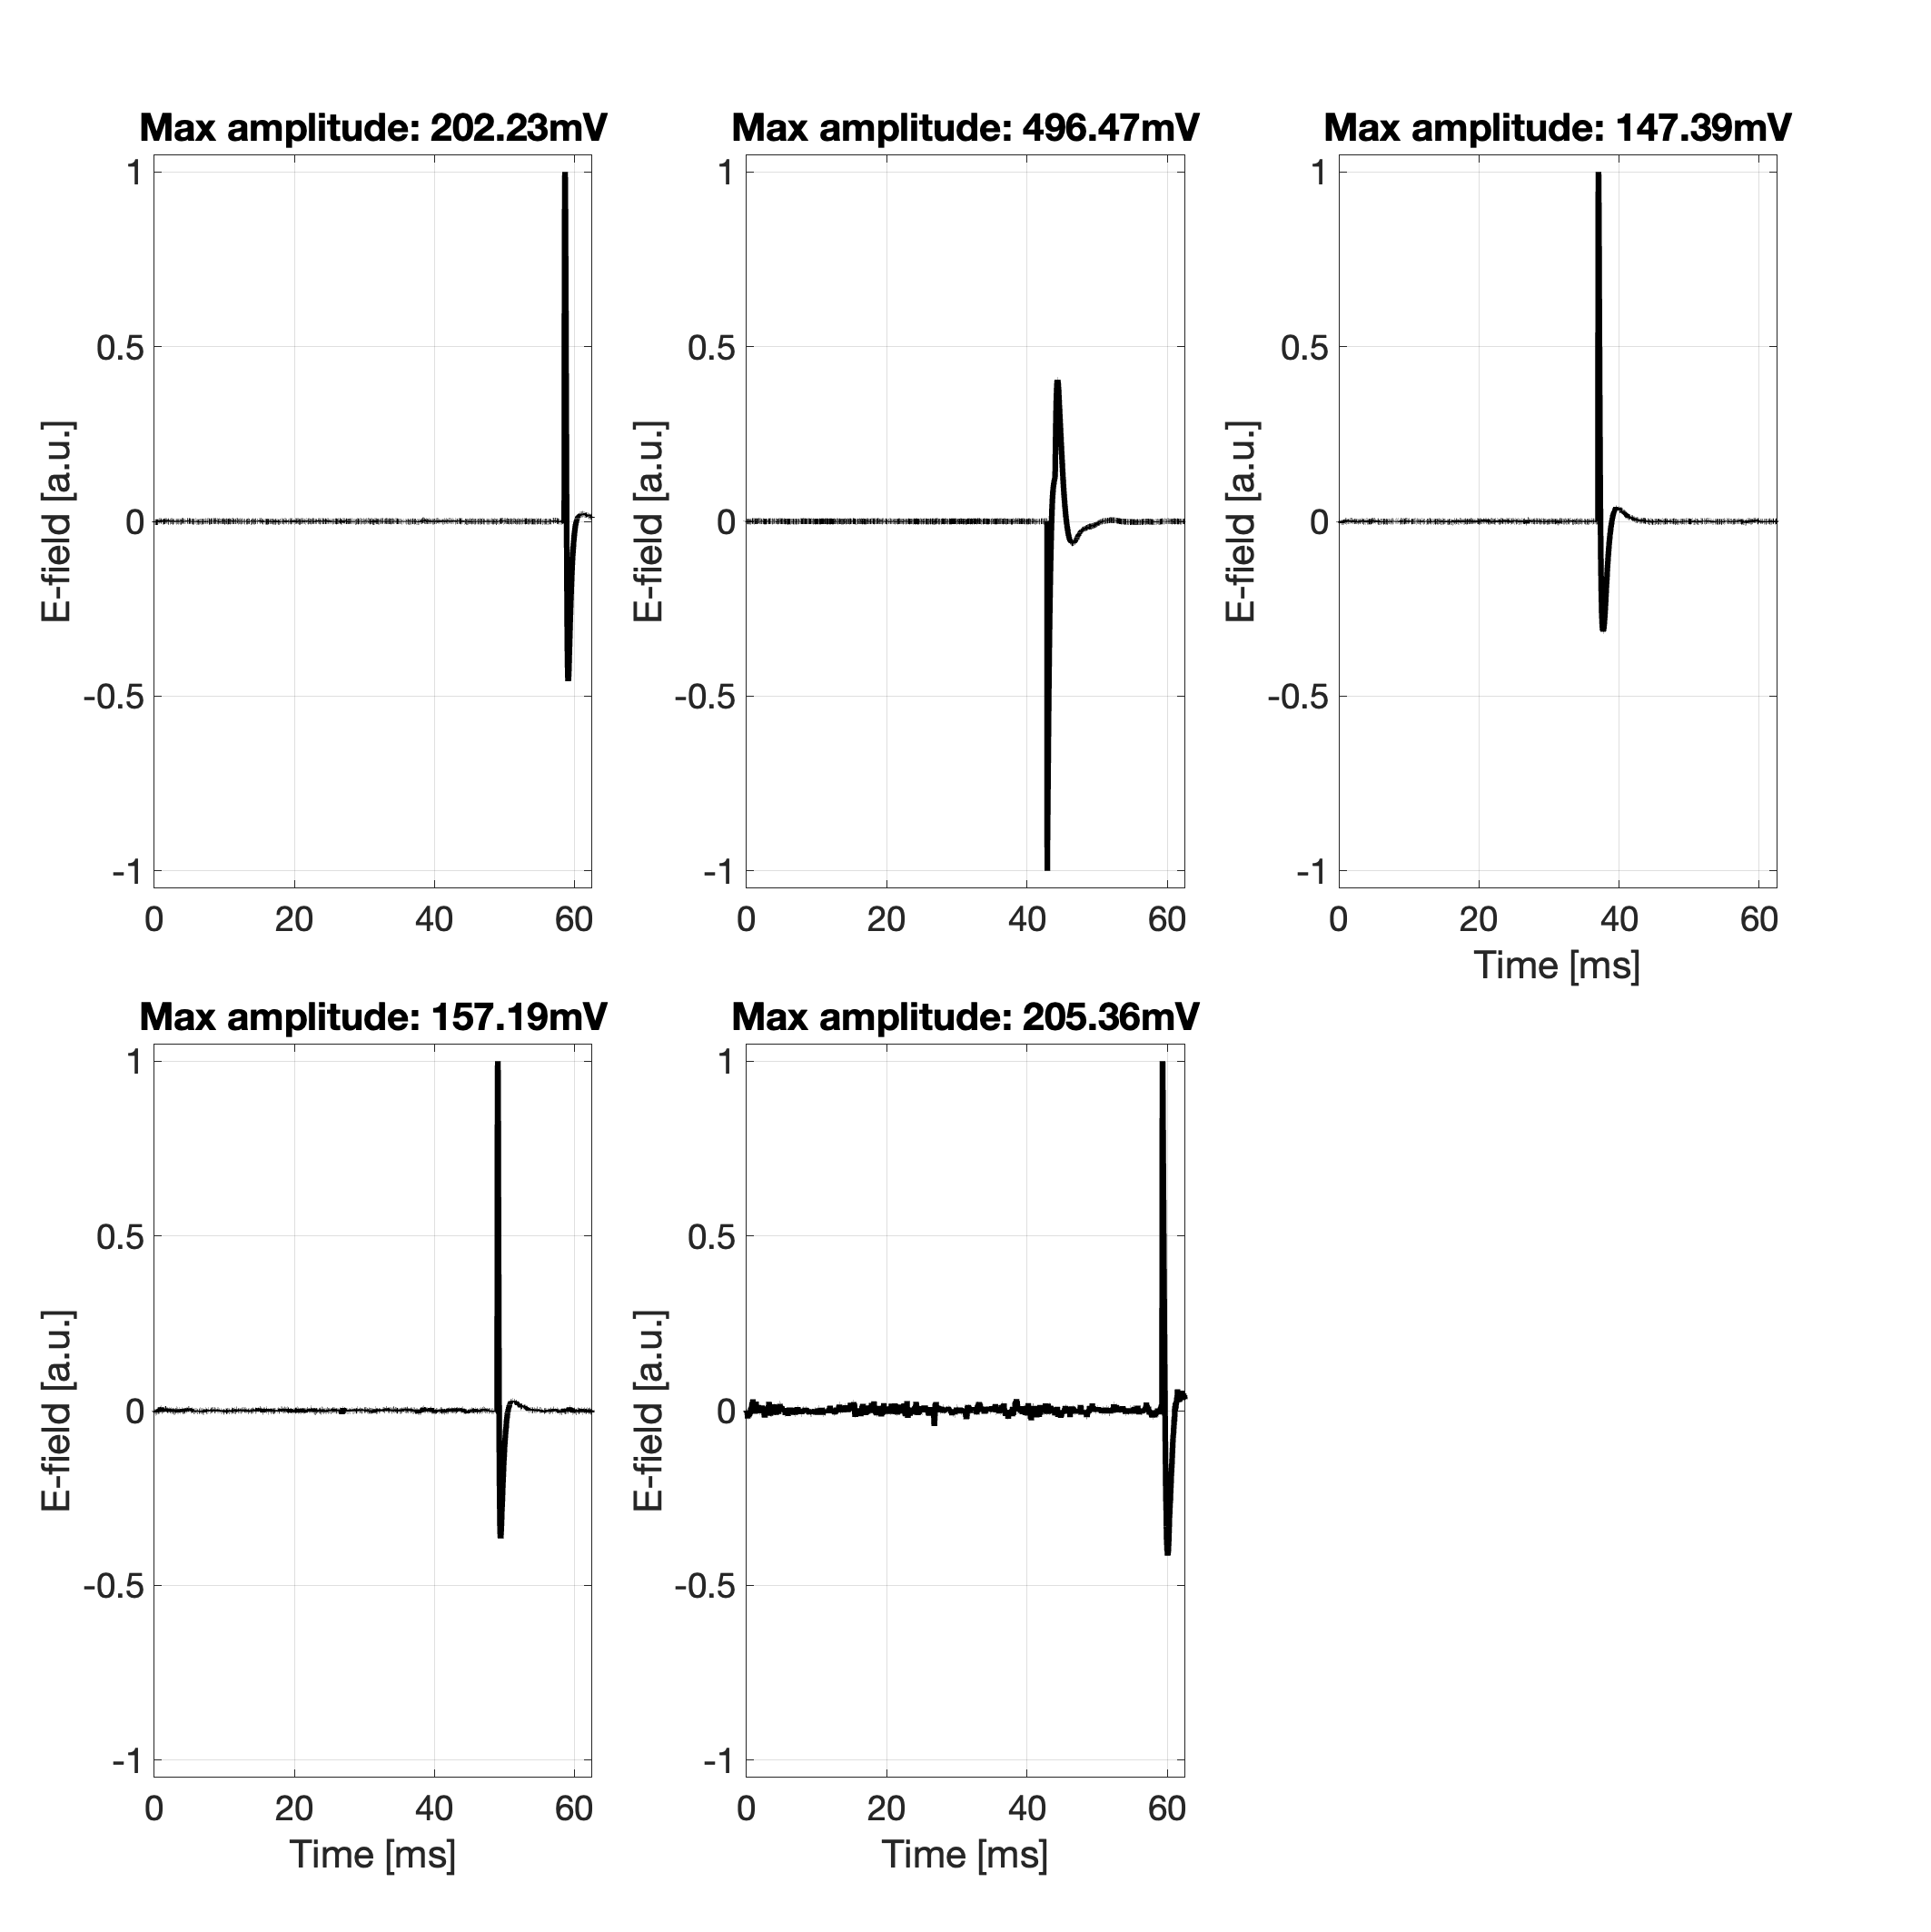 Max amplitude: 202.23mV
1
0.5
0
-0.5
-1
E-field [a.u.]
0 20 40 60
Max amplitude: 496.47mV
1
0.5
0
-0.5
-1
E-field [a.u.]
0 20 40 60
Max amplitude: 147.39mV
1
0.5
0
-0.5
-1
E-field [a.u.]
0 20 40 60
Time [ms]
Max amplitude: 157.19mV
1
0.5
0
-0.5
-1
E-field [a.u.]
0 20 40 60
Time [ms]
Max amplitude: 205.36mV
1
0.5
0
-0.5
-1
E-field [a.u.]
0 20 40 60
Time [ms]